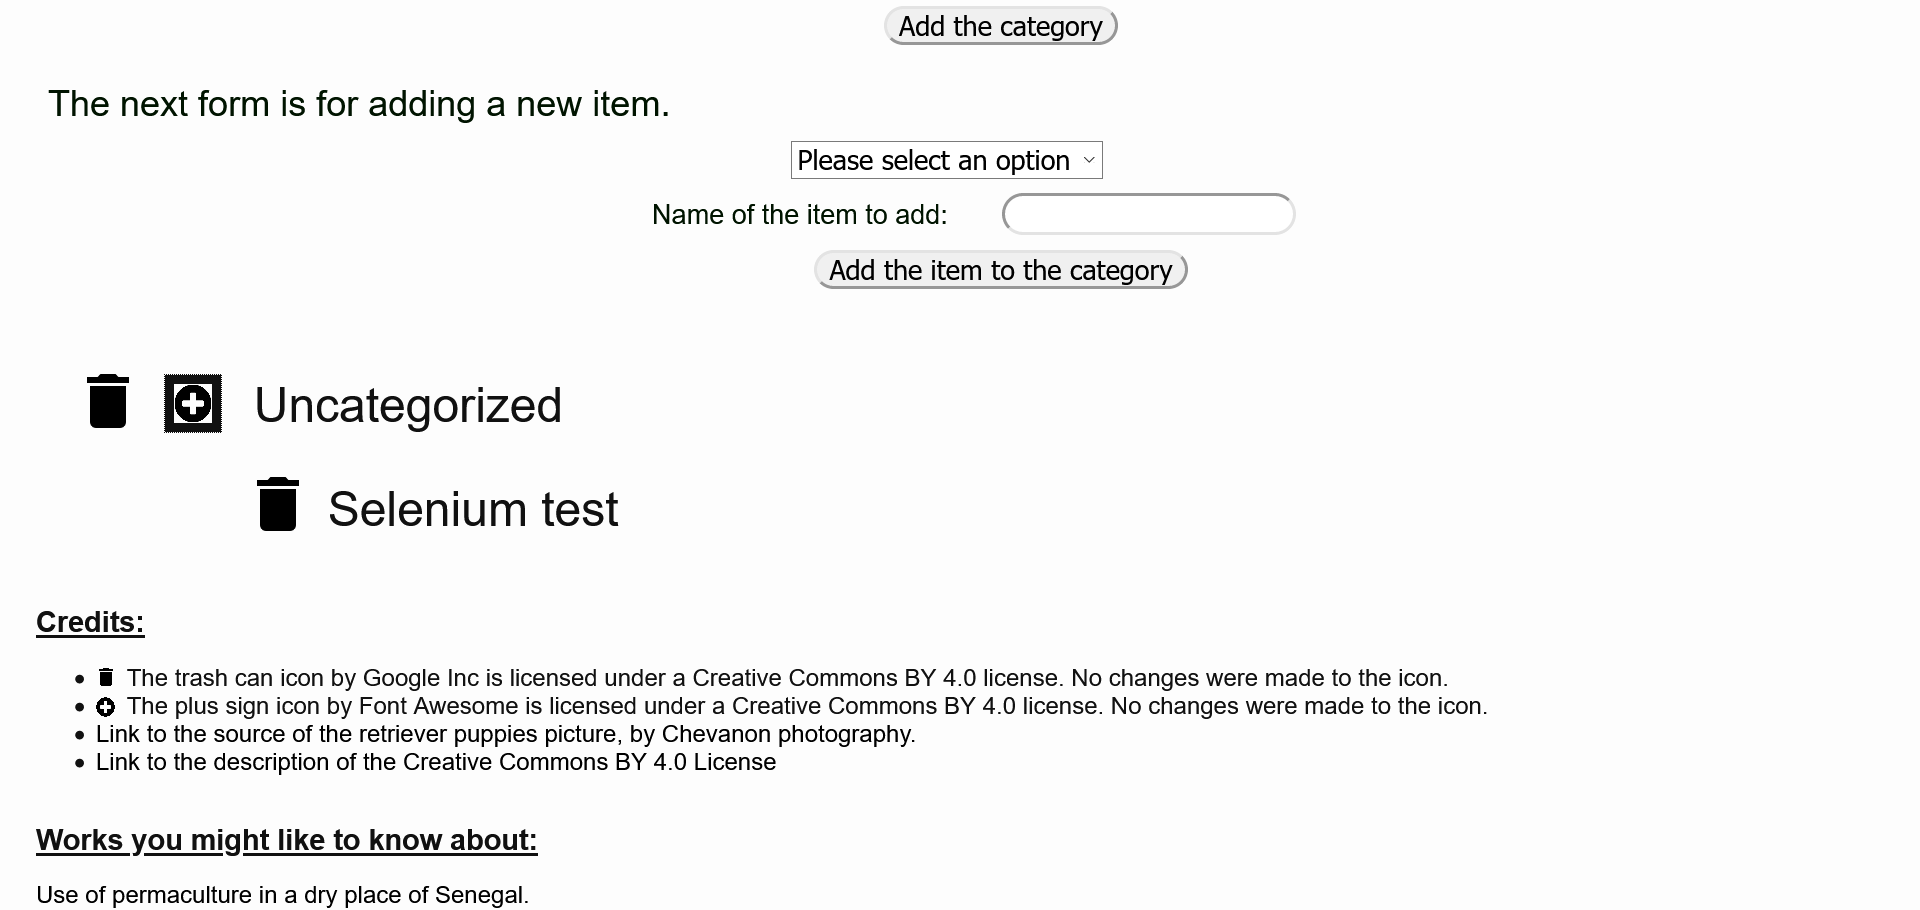 Add the category
The next form is for adding a new item.
Please select an option
Name of the item to add:
Add the item to the category
Uncategorized
Selenium test
Credits:
The trash can icon by Google Inc is licensed under a Creative Commons BY 4.0 license. No changes were made to the icon.
The plus sign icon by Font Awesome is licensed under a Creative Commons BY 4.0 license. No changes were made to the icon.
Link to the source of the retriever puppies picture, by Chevanon photography.
Link to the description of the Creative Commons BY 4.0 License
Works you might like to know about:
Use of permaculture in a dry place of Senegal.